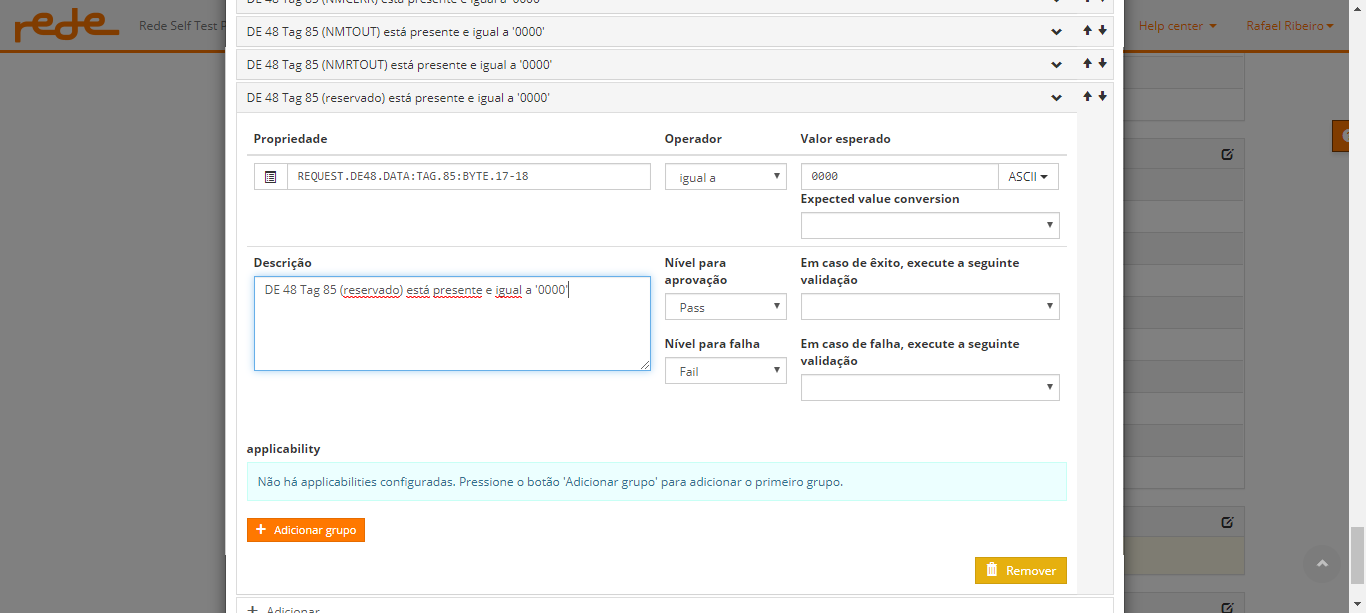 DE 48 Tag 85 (NMCERR) está presente e igual a '0000'
rede
Rede Self Test
Help center
Rafael Ribeiro
DE 48 Tag 85 (NMTOUT) está presente e igual a '0000'
DE 48 Tag 85 (NMRTOUT) está presente e igual a '0000'
DE 48 Tag 85 (reservado) está presente e igual a '0000'
Propriedade
Operador
Valor esperado
REQUEST.DE48.DATA:TAG.85:BYTE.17-18
igual a
0000
ASCII
Expected value conversion
Descrição
Nível para
aprovação
Em caso de êxito, execute a seguinte
validação
DE 48 Tag 85 (reservado) está presente e igual a '0000'
Pass
Nível para falha
Em caso de falha, execute a seguinte
validação
Fail
applicability
Não há applicabilities configuradas. Pressione o botão 'Adicionar grupo' para adicionar o primeiro grupo.
+ Adicionar grupo
Remover
+ Adicionar